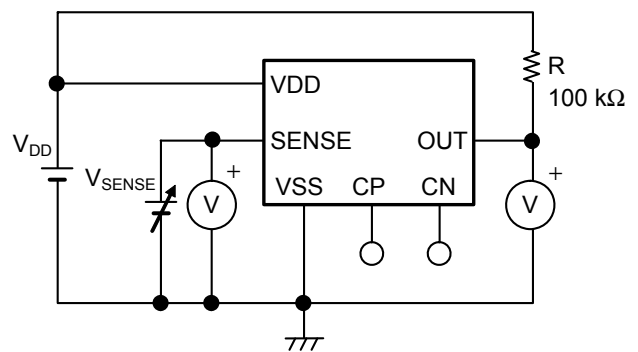 R
100 kΩ
VDD
VDD
SENSE
OUT
VSENSE
+
V
VSS
CP
CN
+
V